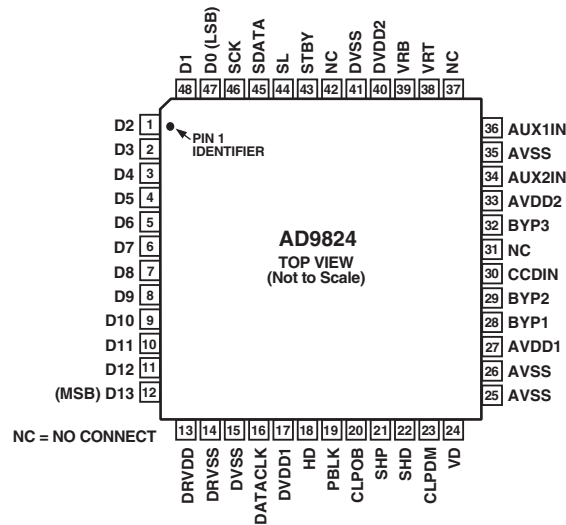 D1
D0 (LSB)
SCK
SDATA
SL
STBY
NC
DVSS
DVDD2
VRB
VRT
NC
48 47 46 45 44 43 42 41 40 39 38 37
D2 1
D3 2
D4 3
D5 4
D6 5
D7 6
D8 7
D9 8
D10 9
D11 10
D12 11
(MSB) D13 12
PIN 1
IDENTIFIER
AD9824
TOP VIEW
(Not to Scale)
36 AUX1IN
35 AVSS
34 AUX2IN
33 AVDD2
32 BYP3
31 NC
30 CCDIN
29 BYP2
28 BYP1
27 AVDD1
26 AVSS
25 AVSS
NC = NO CONNECT
13 14 15 16 17 18 19 20 21 22 23 24
DRVDD
DRVSS
DVSS
DATACLK
DVDD1
HD
PBLK
CLPOB
SHP
SHD
CLPDM
VD